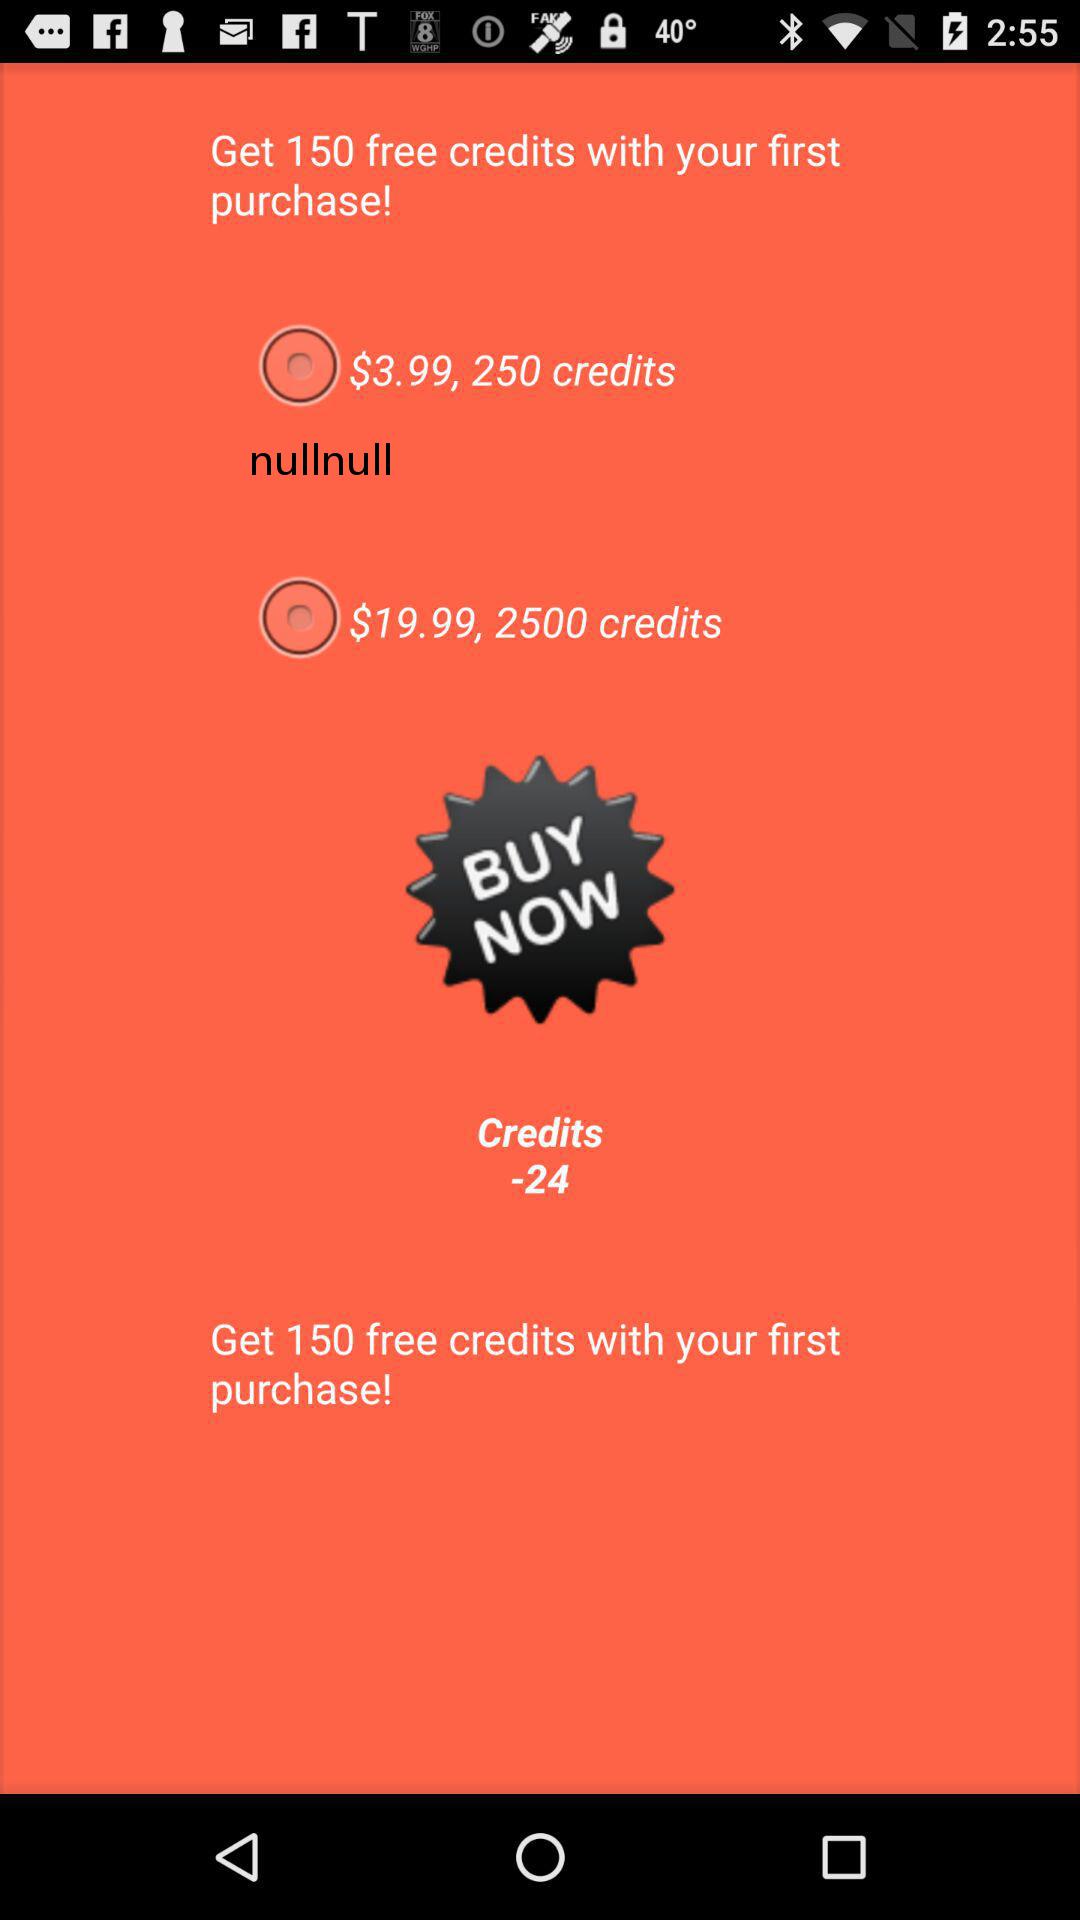 FOX
8
WGHP
FAKE
40°
2:55
Get 150 free credits with your first
purchase!
$3.99, 250 credits
nullnull
$19.99, 2500 credits
BUY
NOW
Credits
-24
Get 150 free credits with your first
purchase!